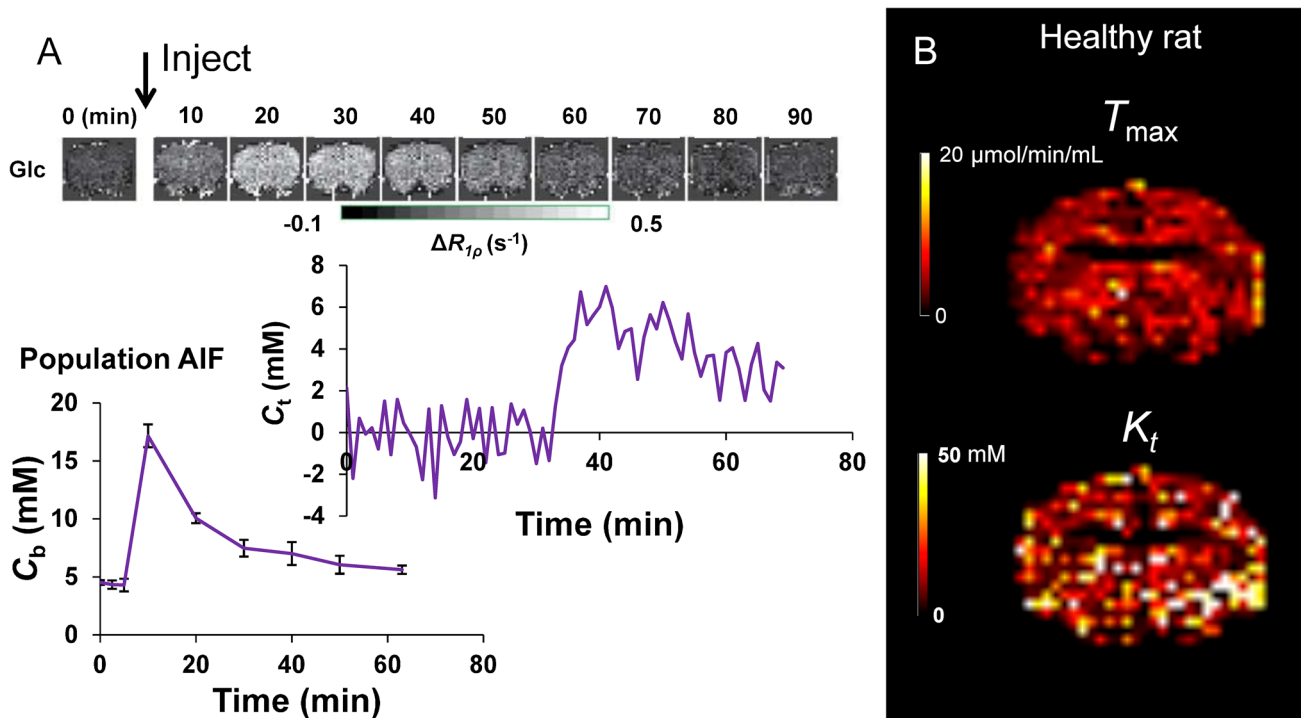 A
Inject
0 (min) 10 20 30 40 50 60 70 80 90
Glc
-0.1 0.5
ΔR1ρ (s-1)
8
6
4
2
0
-2
-4
Ct (mM)
0 20 40 60 80
Time (min)
Population AIF
20
15
10
5
0
Cb (mM)
0 20 40 60 80
Time (min)
B
Healthy rat
Tmax
20 μmol/min/mL
0
Kt
50 mM
0